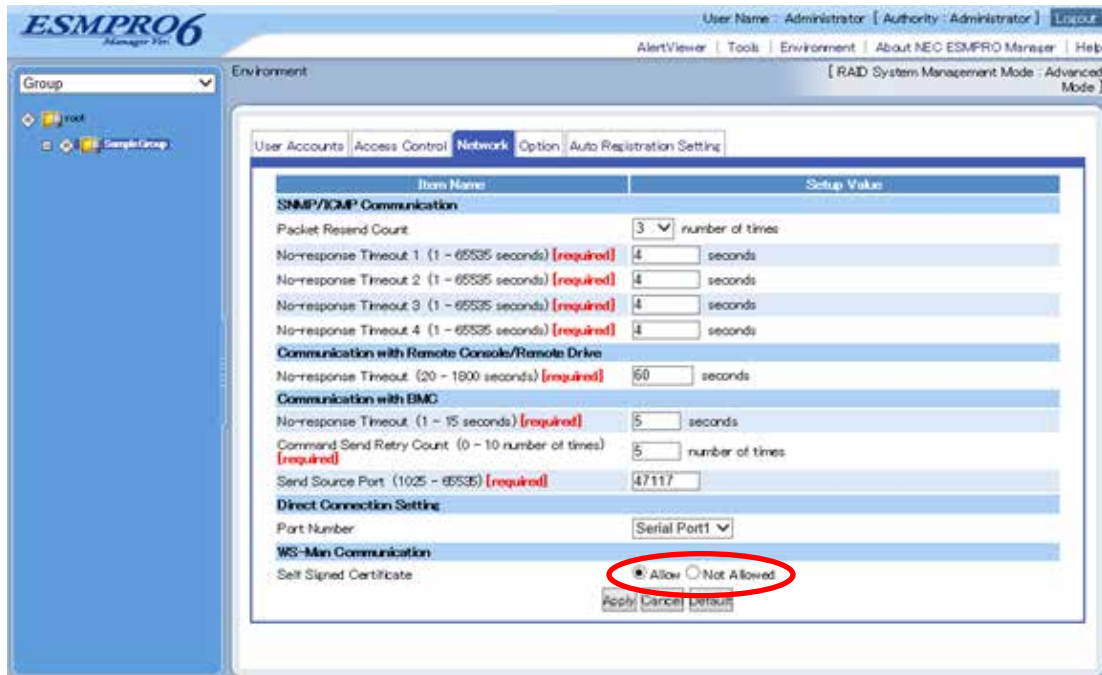 ESMPRO6
Manager Ver.
User Name : Administrator [ Authority : Administrator ] Logout
AlertViewer | Tools | Environment | About NEC ESMPRO Manager | Help
Group
root
SampleGroup
Environment
[ RAID System Management Mode : Advanced Mode ]
User Accounts Access Control Network Option Auto Registration Setting
Item Name Setup Value
SNMP/ICMP Communication
Packet Resend Count 3 number of times
No-response Timeout 1 (1 - 65535 seconds) [required] 4 seconds
No-response Timeout 2 (1 - 65535 seconds) [required] 4 seconds
No-response Timeout 3 (1 - 65535 seconds) [required] 4 seconds
No-response Timeout 4 (1 - 65535 seconds) [required] 4 seconds
Communication with Remote Console/Remote Drive
No-response Timeout (20 - 1800 seconds) [required] 60 seconds
Communication with BMC
No-response Timeout (1 - 15 seconds) [required] 5 seconds
Command Send Retry Count (0 - 10 number of times) [required] 5 number of times
Send Source Port (1025 - 65535) [required] 47117
Direct Connection Setting
Port Number Serial Port1
WS-Man Communication
Self Signed Certificate Allow Not Allowed
Apply Cancel Default